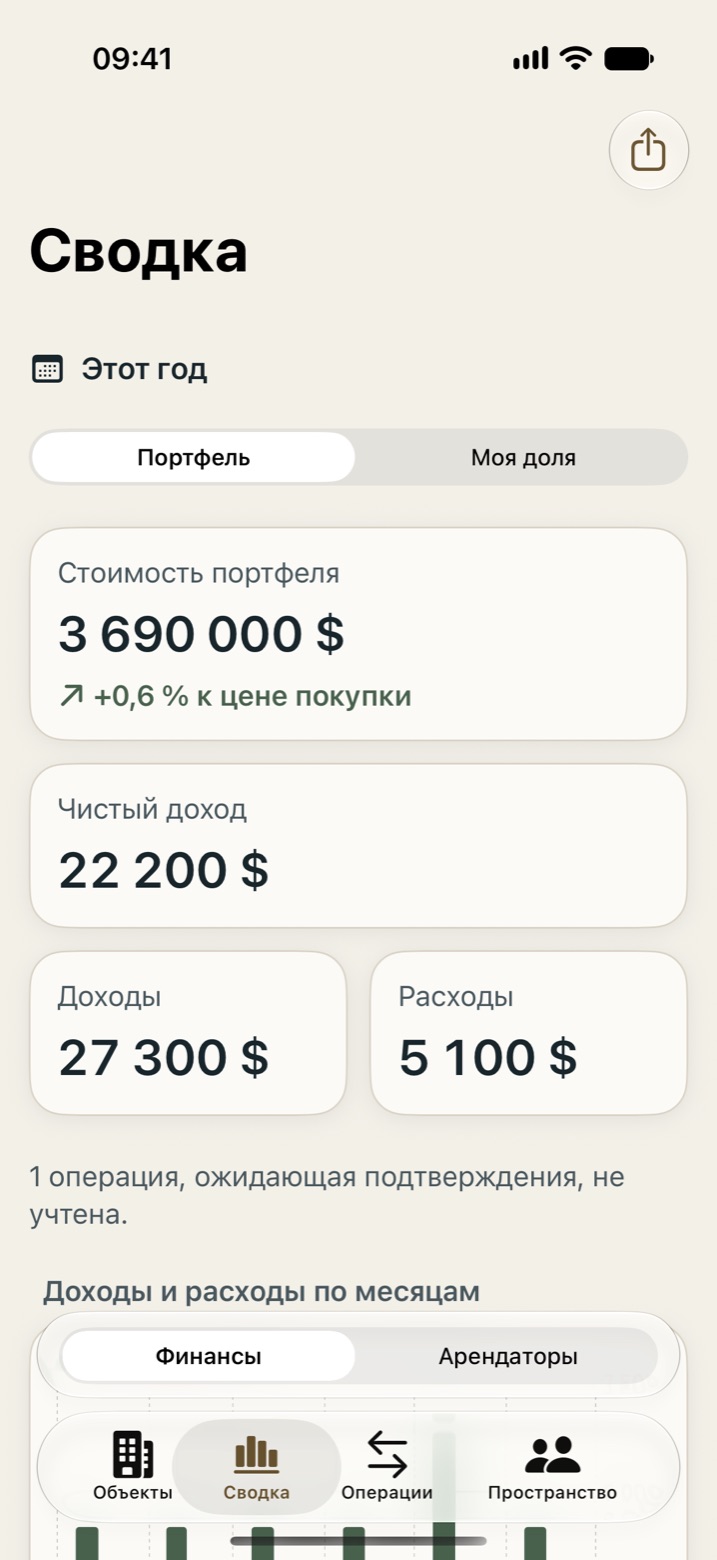 09:41
Сводка
Этот год
Портфель
Моя доля
Стоимость портфеля
3 690 000 $
+0,6 % к цене покупки
Чистый доход
22 200 $
Доходы
Расходы
27 300 $
5 100 $
1 операция, ожидающая подтверждения, не
учтена.
Доходы и расходы по месяцам
Финансы
Арендаторы
Объекты
Сводка
Операции
Пространство